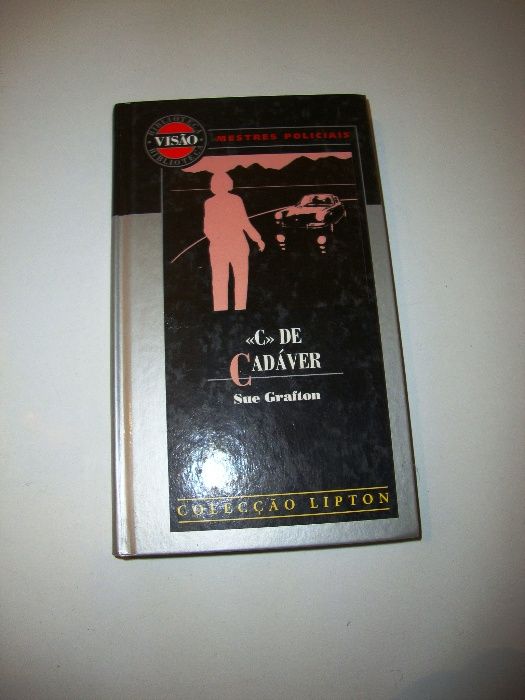 BIBLIOTECA
VISÃO
BIBLIOTECA
MESTRES POLICIAIS
«C» DE
CADÁVER
Sue Grafton
COLECÇÃO LIPTON